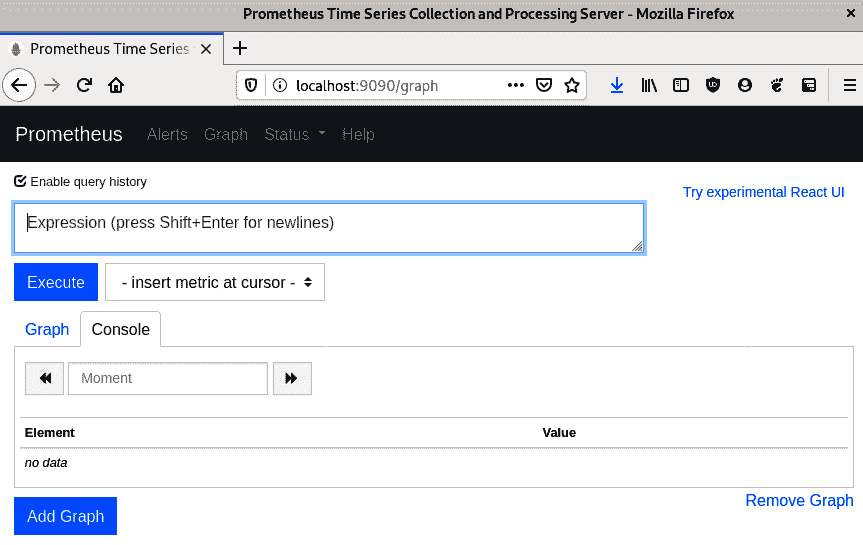 Prometheus Time Series Collection and Processing Server - Mozilla Firefox
Prometheus Time Series
localhost:9090/graph
Prometheus Alerts Graph Status Help
Enable query history
Try experimental React UI
Expression (press Shift+Enter for newlines)
Execute - insert metric at cursor -
Graph Console
Moment
Element Value
no data
Remove Graph
Add Graph